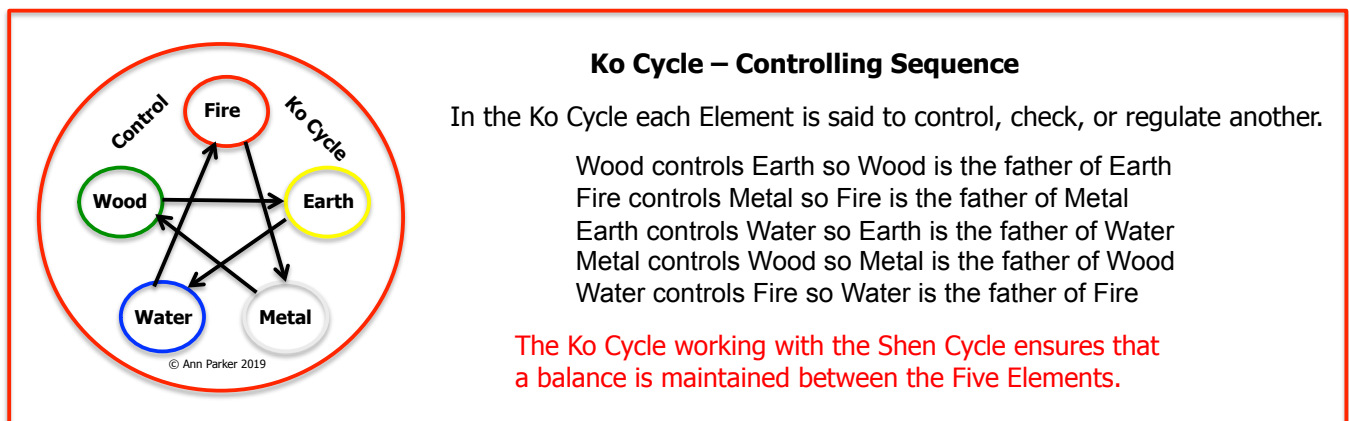 Control
Ko Cycle
Fire
Wood
Earth
Water
Metal
© Ann Parker 2019
Ko Cycle – Controlling Sequence
In the Ko Cycle each Element is said to control, check, or regulate another.
Wood controls Earth so Wood is the father of Earth
Fire controls Metal so Fire is the father of Metal
Earth controls Water so Earth is the father of Water
Metal controls Wood so Metal is the father of Wood
Water controls Fire so Water is the father of Fire
The Ko Cycle working with the Shen Cycle ensures that
a balance is maintained between the Five Elements.